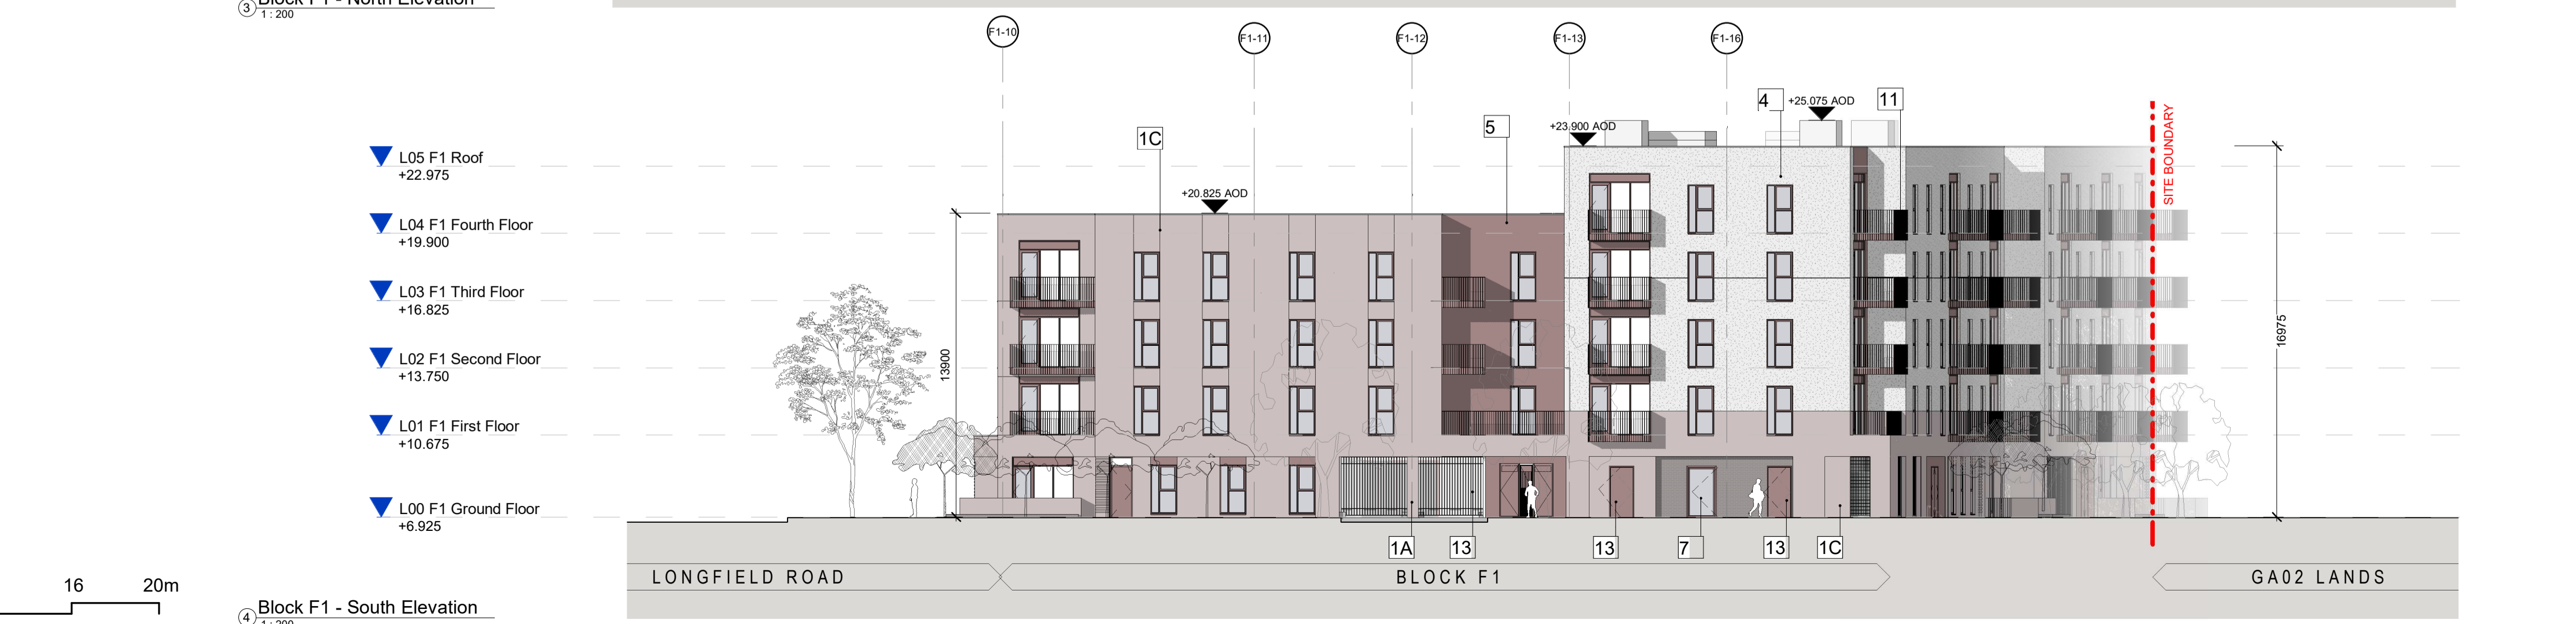 Block F1 - North Elevation
3
1 : 200
F1-10
F1-11
F1-12
F1-13
F1-16
4
+25.075 AOD
11
SITE BOUNDARY
1C
5
+23.900 AOD
+20.825 AOD
L05 F1 Roof
+22.975
L04 F1 Fourth Floor
+19.900
L03 F1 Third Floor
+16.825
L02 F1 Second Floor
+13.750
L01 F1 First Floor
+10.675
L00 F1 Ground Floor
+6.925
13900
16975
1A
13
13
7
13
1C
LONGFIELD ROAD
BLOCK F1
GA02 LANDS
16
20m
Block F1 - South Elevation
4
1 : 200